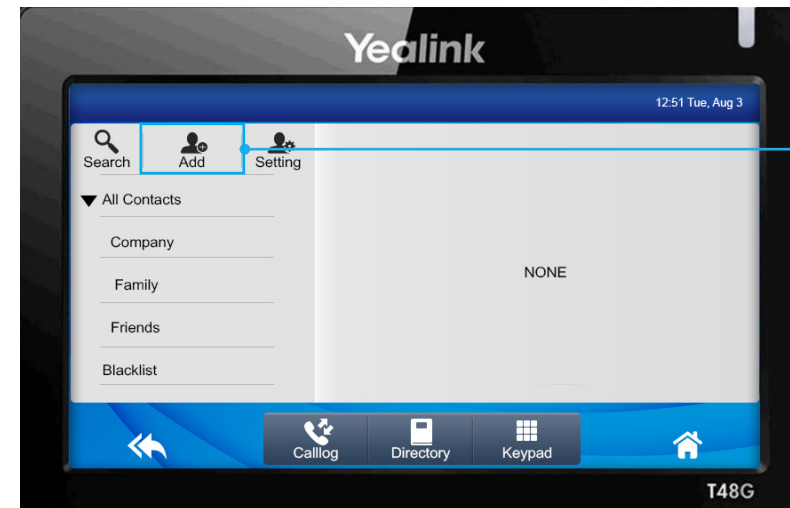 Yealink
12:51 Tue, Aug 3
Search Add Setting
All Contacts
Company
NONE
Family
Friends
Blacklist
Calllog Directory Keypad
T48G